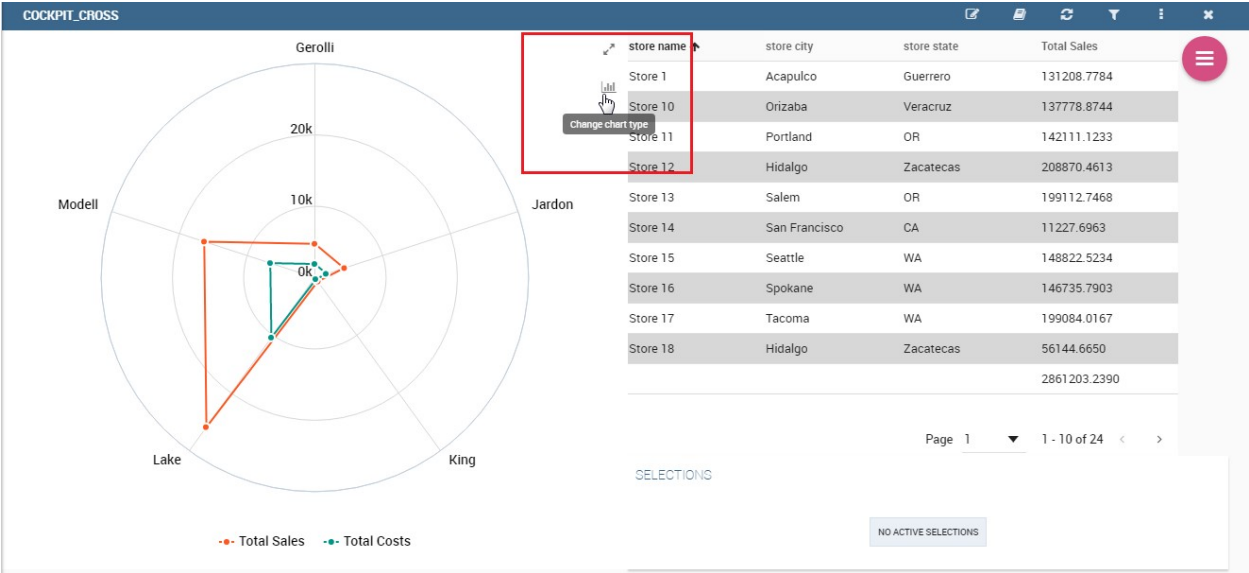 COCKPIT_CROSS
Gerolli
20k
10k
0k
Modell
Jardon
Lake
King
Total Sales Total Costs
Change chart type
store name store city store state Total Sales
Store 1 Acapulco Guerrero 131208.7784
Store 10 Orizaba Veracruz 137778.8744
Store 11 Portland OR 142111.1233
Store 12 Hidalgo Zacatecas 208870.4613
Store 13 Salem OR 199112.7468
Store 14 San Francisco CA 11227.6963
Store 15 Seattle WA 148822.5234
Store 16 Spokane WA 146735.7903
Store 17 Tacoma WA 199084.0167
Store 18 Hidalgo Zacatecas 56144.6650
2861203.2390
Page 1 1 - 10 of 24
SELECTIONS
NO ACTIVE SELECTIONS